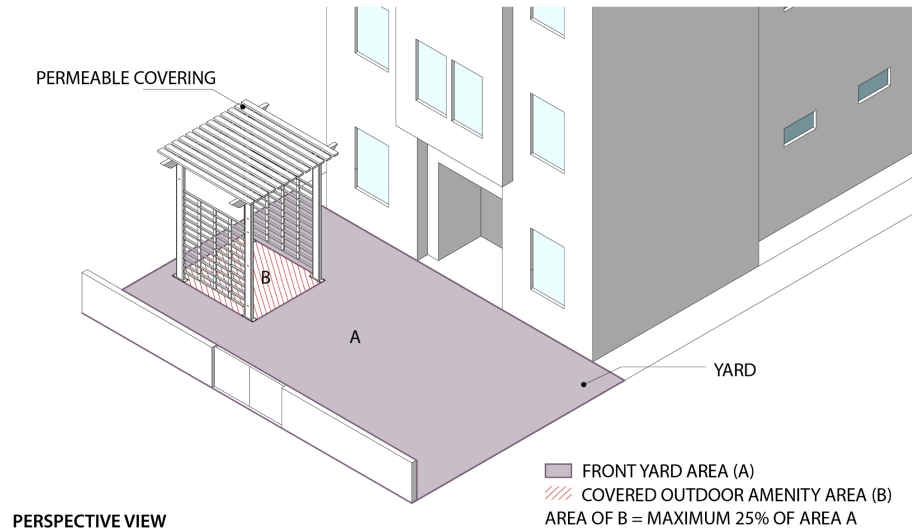 PERMEABLE COVERING
B
A
YARD
FRONT YARD AREA (A)
COVERED OUTDOOR AMENITY AREA (B)
AREA OF B = MAXIMUM 25% OF AREA A
PERSPECTIVE VIEW